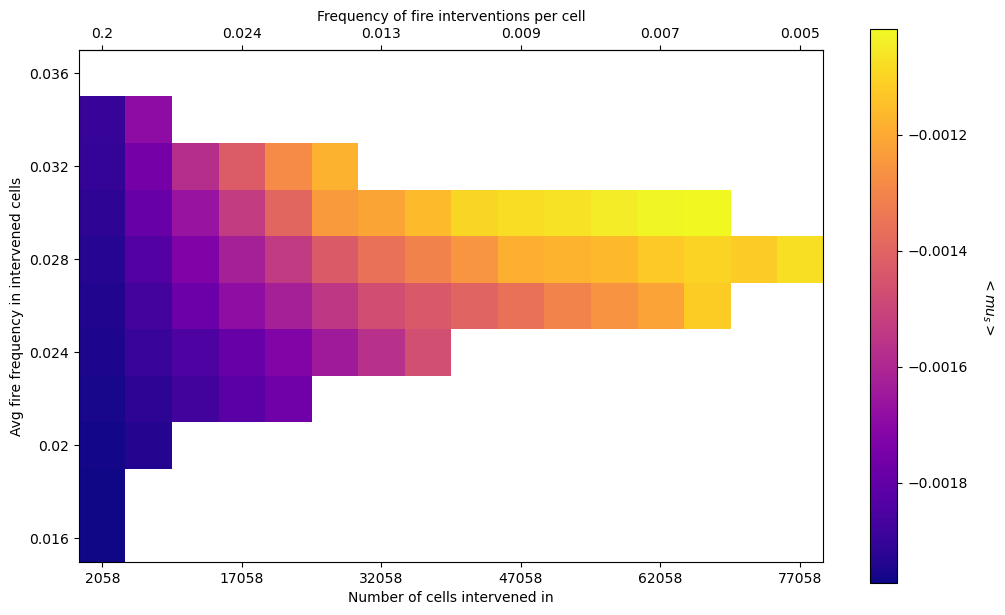 Frequency of fire interventions per cell
0.2 0.024 0.013 0.009 0.007 0.005
0.036
0.032
0.028
0.024
0.02
0.016
Avg fire frequency in intervened cells
2058 17058 32058 47058 62058 77058
Number of cells intervened in
−0.0012
−0.0014
−0.0016
−0.0018
< mu_s >